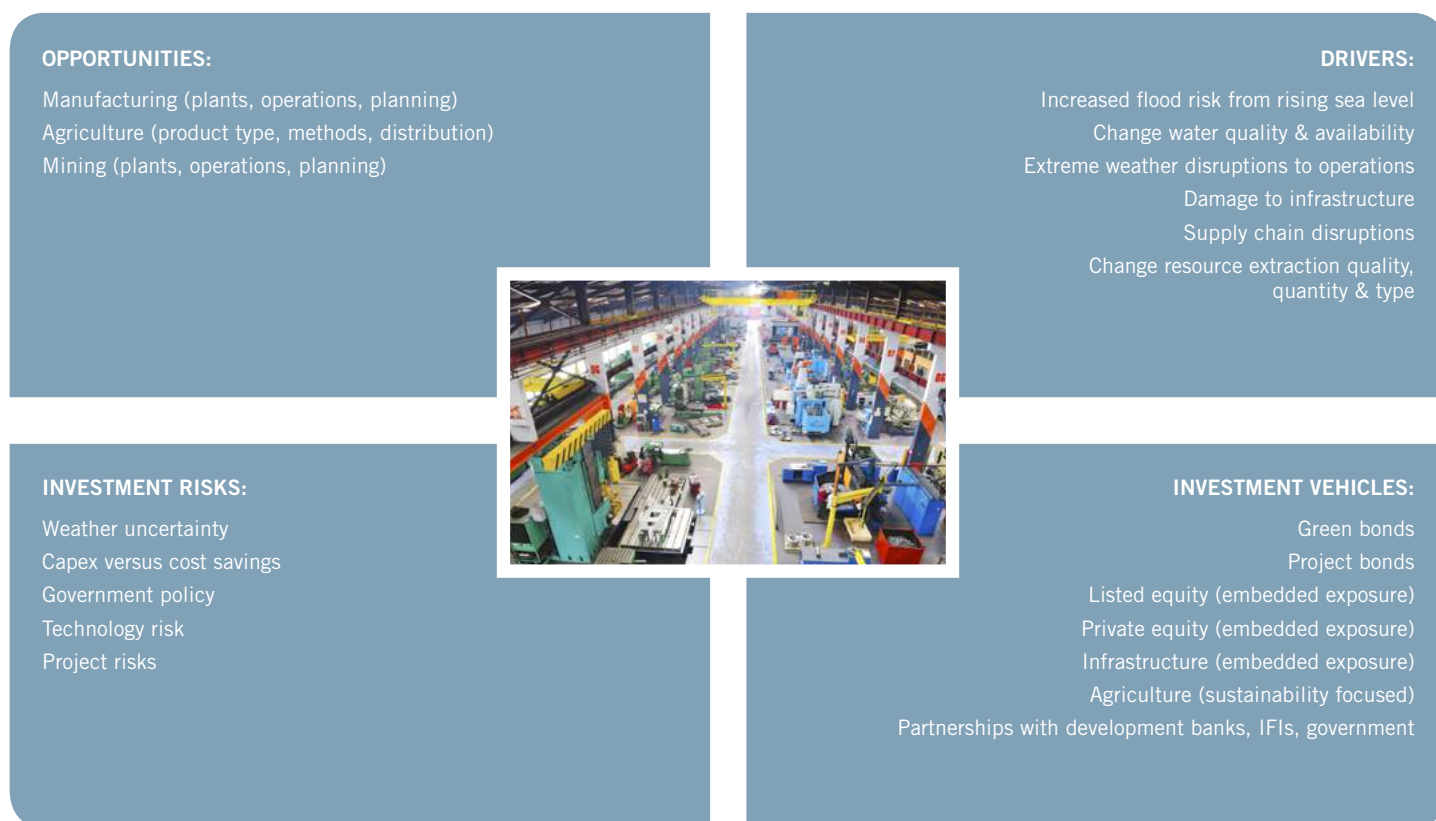 OPPORTUNITIES:
Manufacturing (plants, operations, planning)
Agriculture (product type, methods, distribution)
Mining (plants, operations, planning)
DRIVERS:
Increased flood risk from rising sea level
Change water quality & availability
Extreme weather disruptions to operations
Damage to infrastructure
Supply chain disruptions
Change resource extraction quality,
quantity & type
INVESTMENT RISKS:
Weather uncertainty
Capex versus cost savings
Government policy
Technology risk
Project risks
INVESTMENT VEHICLES:
Green bonds
Project bonds
Listed equity (embedded exposure)
Private equity (embedded exposure)
Infrastructure (embedded exposure)
Agriculture (sustainability focused)
Partnerships with development banks, IFIs, government